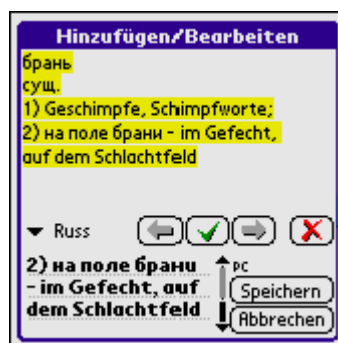 Hinzufügen/Bearbeiten
брань
сущ.
1) Geschimpfe, Schimpfworte;
2) на поле брани - im Gefecht,
auf dem Schlachtfeld
Russ
2) на поле брани
- im Gefecht, auf
dem Schlachtfeld
PC
Speichern
Abbrechen